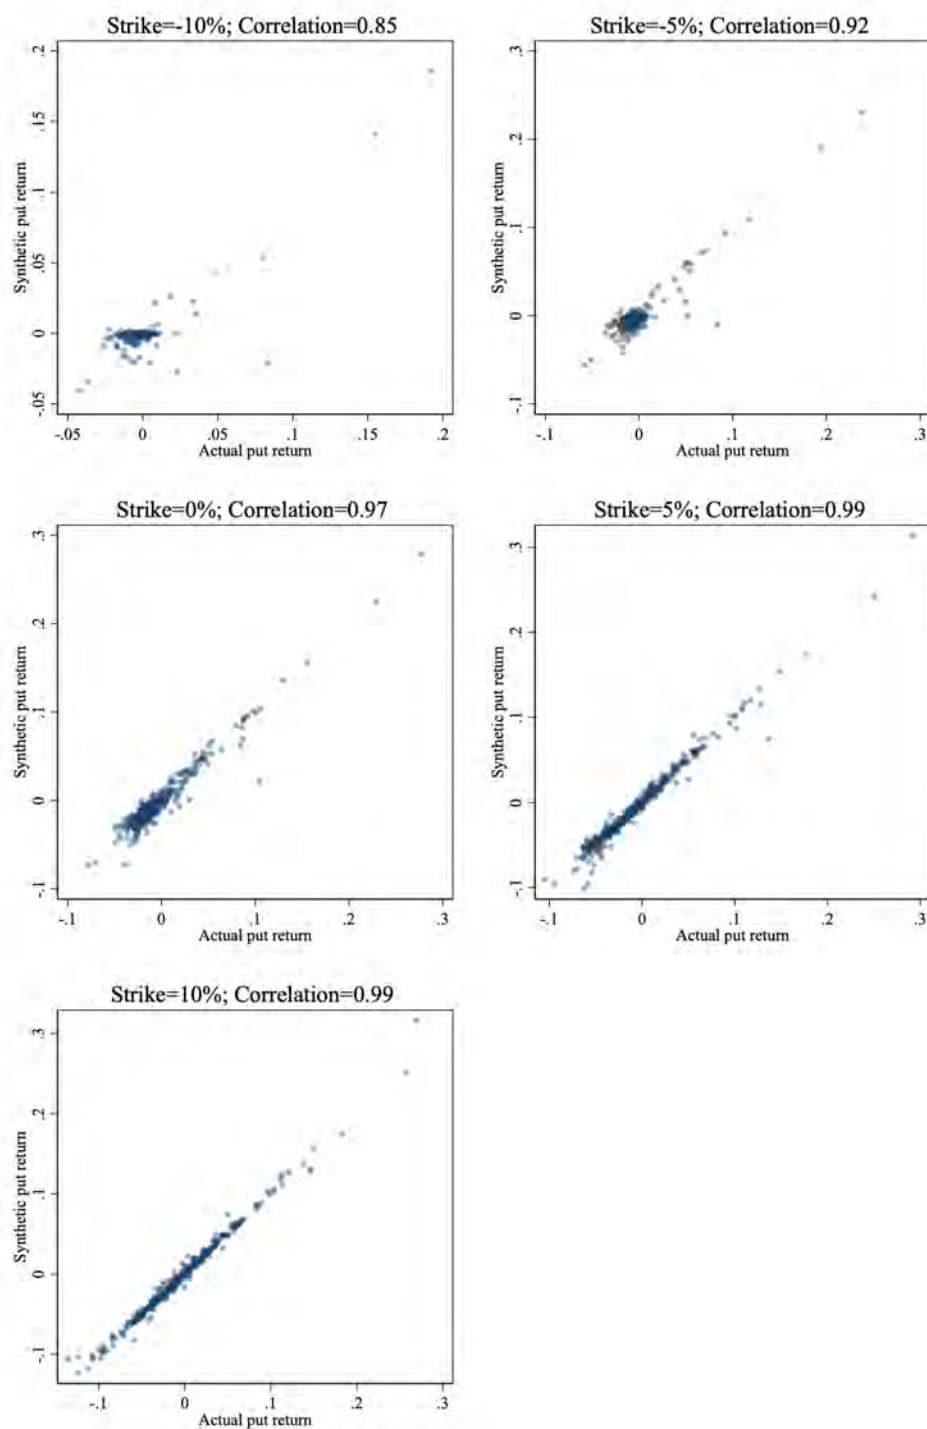 Strike=-10%; Correlation=0.85
Synthetic put return
.2
.15
.1
.05
0
-.05
-.05 0 .05 .1 .15 .2
Actual put return
Strike=-5%; Correlation=0.92
Synthetic put return
.3
.2
.1
0
-.1
-.1 0 .1 .2 .3
Actual put return
Strike=0%; Correlation=0.97
Synthetic put return
.3
.2
.1
0
-.1
-.1 0 .1 .2 .3
Actual put return
Strike=5%; Correlation=0.99
Synthetic put return
.3
.2
.1
0
-.1
-.1 0 .1 .2 .3
Actual put return
Strike=10%; Correlation=0.99
Synthetic put return
.3
.2
.1
0
-.1
-.1 0 .1 .2 .3
Actual put return